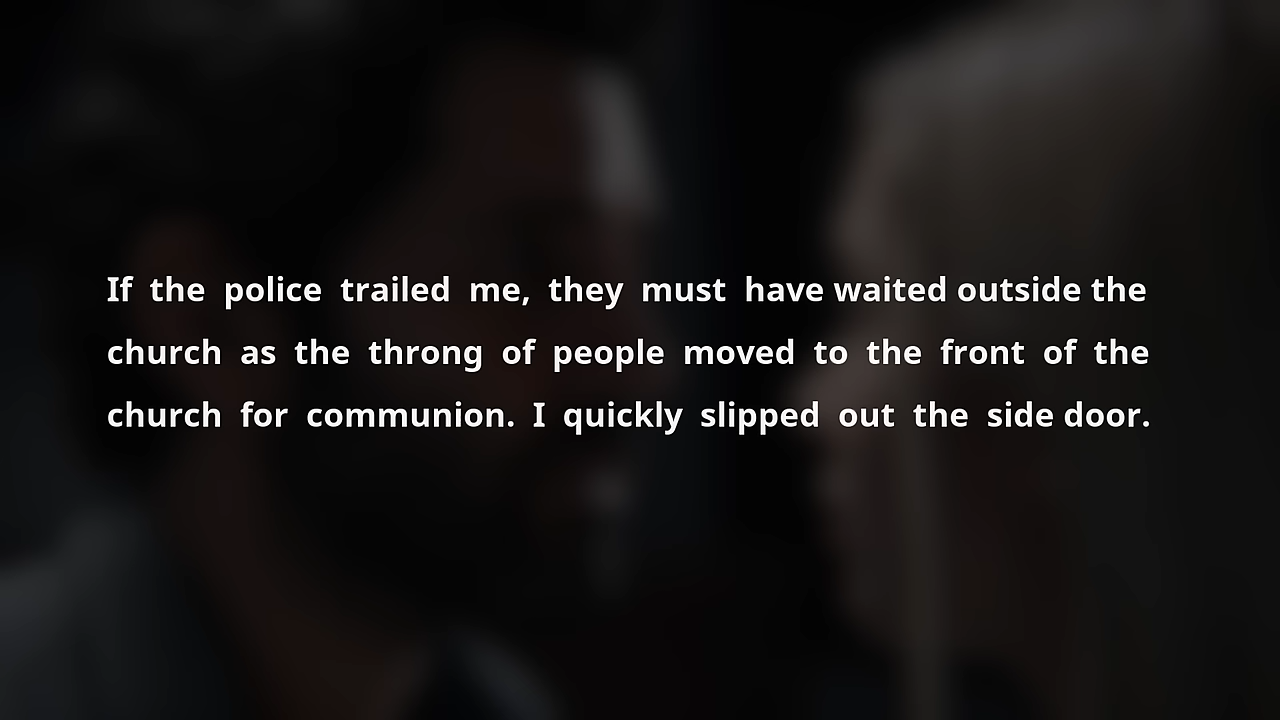 If the police trailed me, they must have waited outside the
church as the throng of people moved to the front of the
church for communion. I quickly slipped out the side door.